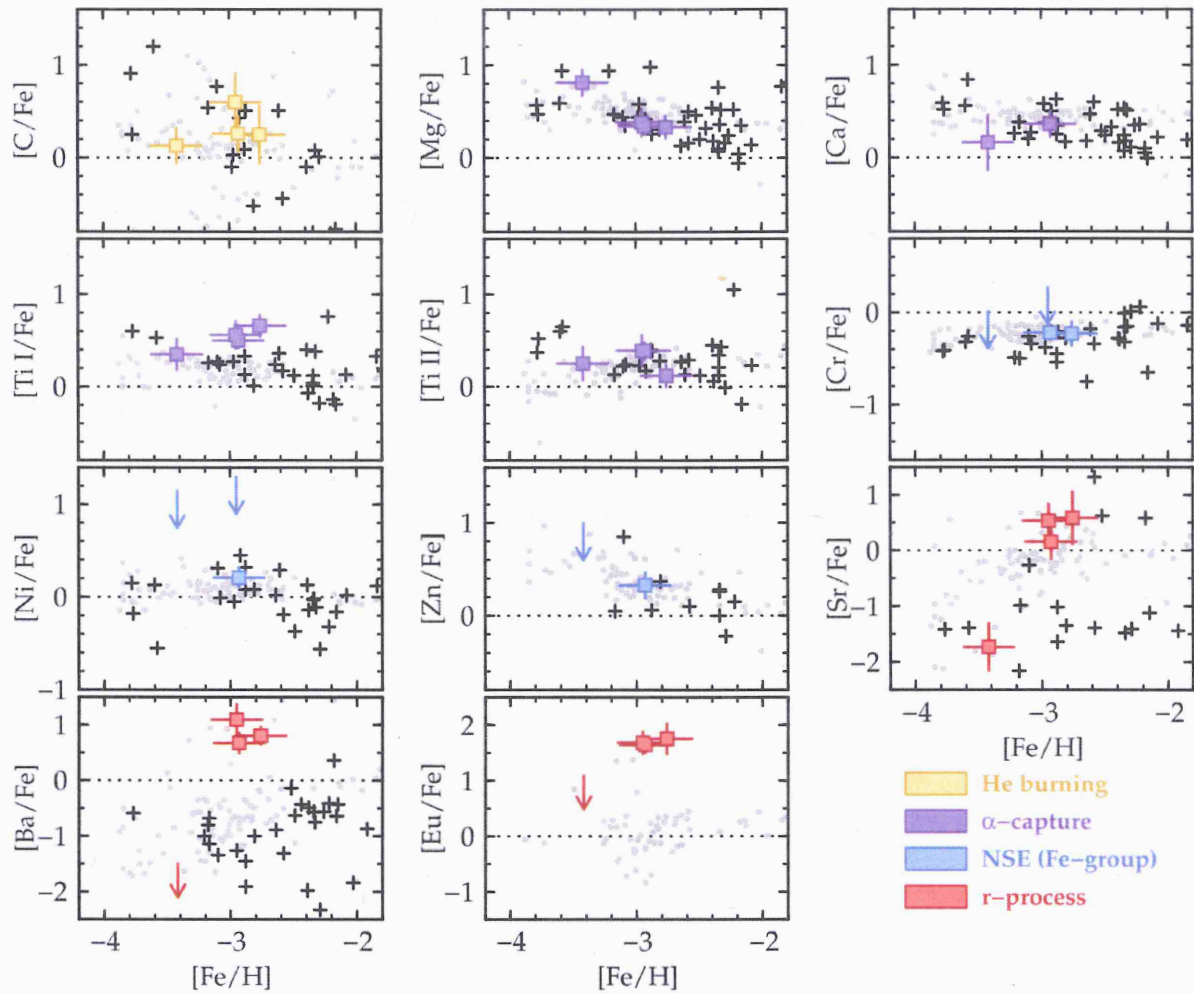 [C/Fe]
1
0
[Mg/Fe]
1
0
[Ca/Fe]
1
0
[Ti I/Fe]
1
0
[Ti II/Fe]
1
0
[Cr/Fe]
−0
−1
[Ni/Fe]
1
0
−1
[Zn/Fe]
1
0
[Sr/Fe]
1
0
−1
−2
−4
−3
−2
[Fe/H]
[Ba/Fe]
1
0
−1
−2
−4
−3
−2
[Fe/H]
[Eu/Fe]
2
1
0
−1
−4
−3
−2
[Fe/H]
He burning
α-capture
NSE (Fe-group)
r-process